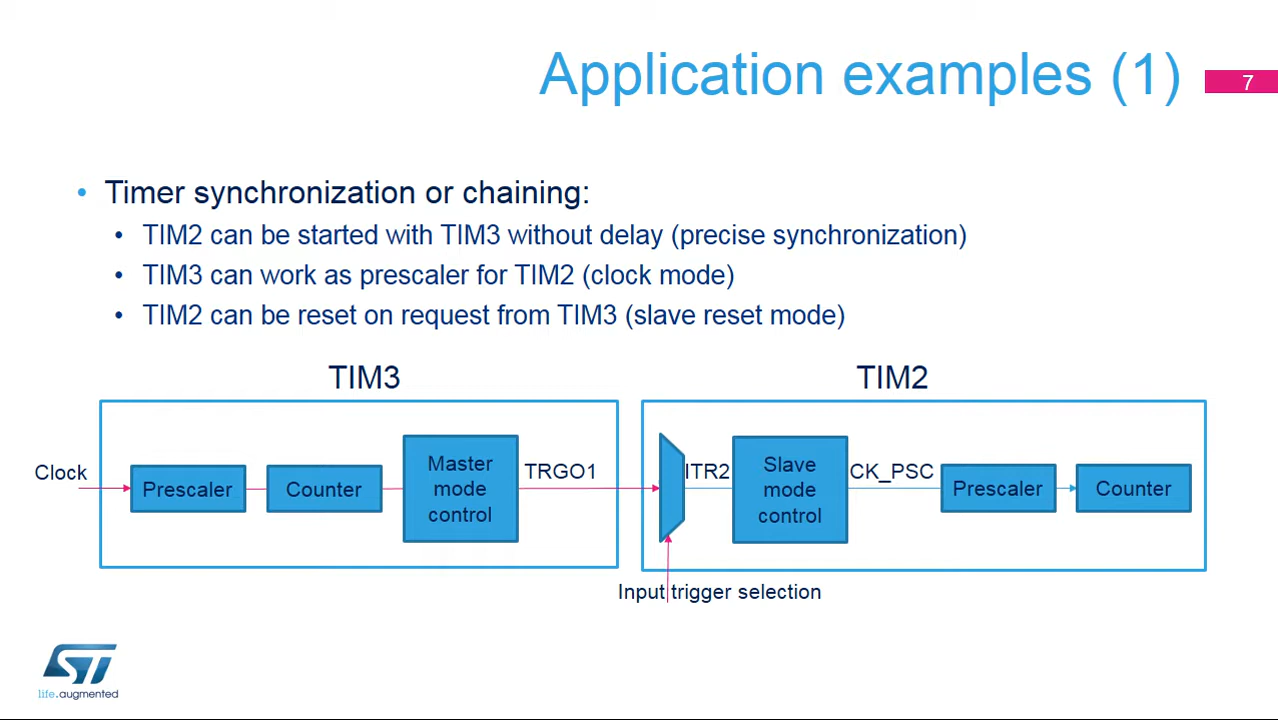 Application examples (1)
7
• Timer synchronization or chaining:
• TIM2 can be started with TIM3 without delay (precise synchronization)
• TIM3 can work as prescaler for TIM2 (clock mode)
• TIM2 can be reset on request from TIM3 (slave reset mode)
TIM3
TIM2
Clock
Prescaler
Counter
Master
mode
control
TRGO1
ITR2
Slave
mode
control
CK_PSC
Prescaler
Counter
Input trigger selection
ST
life.augmented